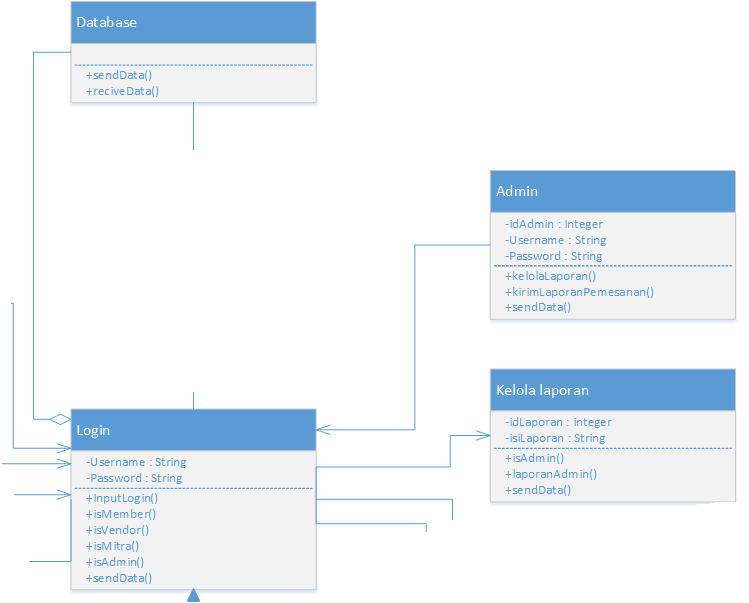 Database
+sendData()
+reciveData()
Admin
-idAdmin : Integer
-Username : String
-Password : String
+kelolaLaporan()
+kirimLaporanPemesanan()
+sendData()
Kelola laporan
-idLaporan : integer
-isiLaporan : String
+isAdmin()
+laporanAdmin()
+sendData()
Login
-Username : String
-Password : String
+InputLogin()
+isMember()
+isVendor()
+isMitra()
+isAdmin()
+sendData()